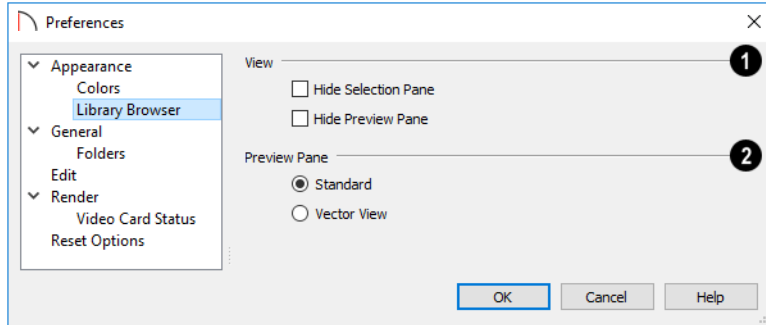 Preferences
Appearance
Colors
Library Browser
General
Folders
Edit
Render
Video Card Status
Reset Options
View
1
Hide Selection Pane
Hide Preview Pane
Preview Pane
2
Standard
Vector View
OK
Cancel
Help